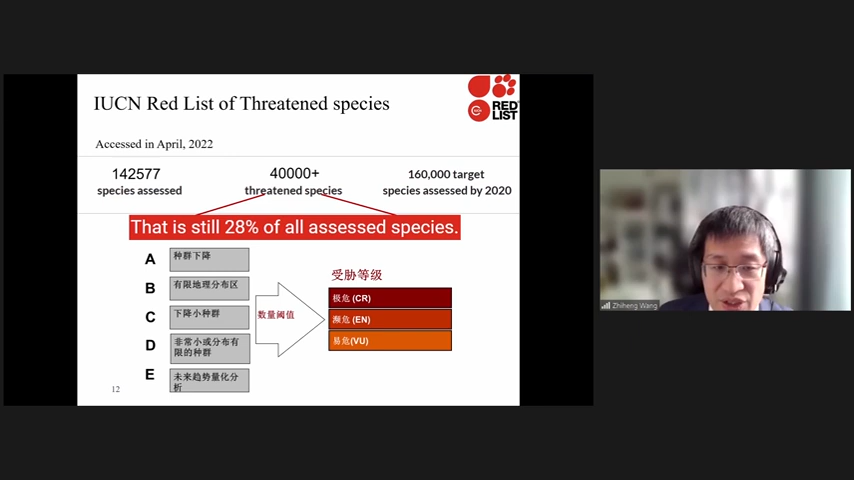 IUCN Red List of Threatened species
RED
LIST
Accessed in April, 2022
142577
species assessed
40000+
threatened species
160,000 target
species assessed by 2020
That is still 28% of all assessed species.
A
种群下降
B
有限地理分布区
C
下降小种群
D
非常小或分布有
限的种群
E
未来趋势量化分
析
数量阈值
受胁等级
极危 (CR)
濒危 (EN)
易危(VU)
12
Zhiheng Wang